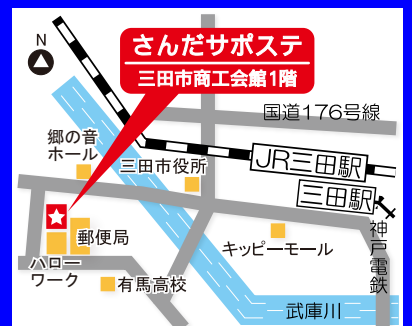 N
さんだサポステ
三田市商工会館1階
国道176号線
郷の音
ホール
三田市役所
JR三田駅
三田駅
神戸電鉄
郵便局
キッピーモール
ハロー
ワーク
有馬高校
武庫川